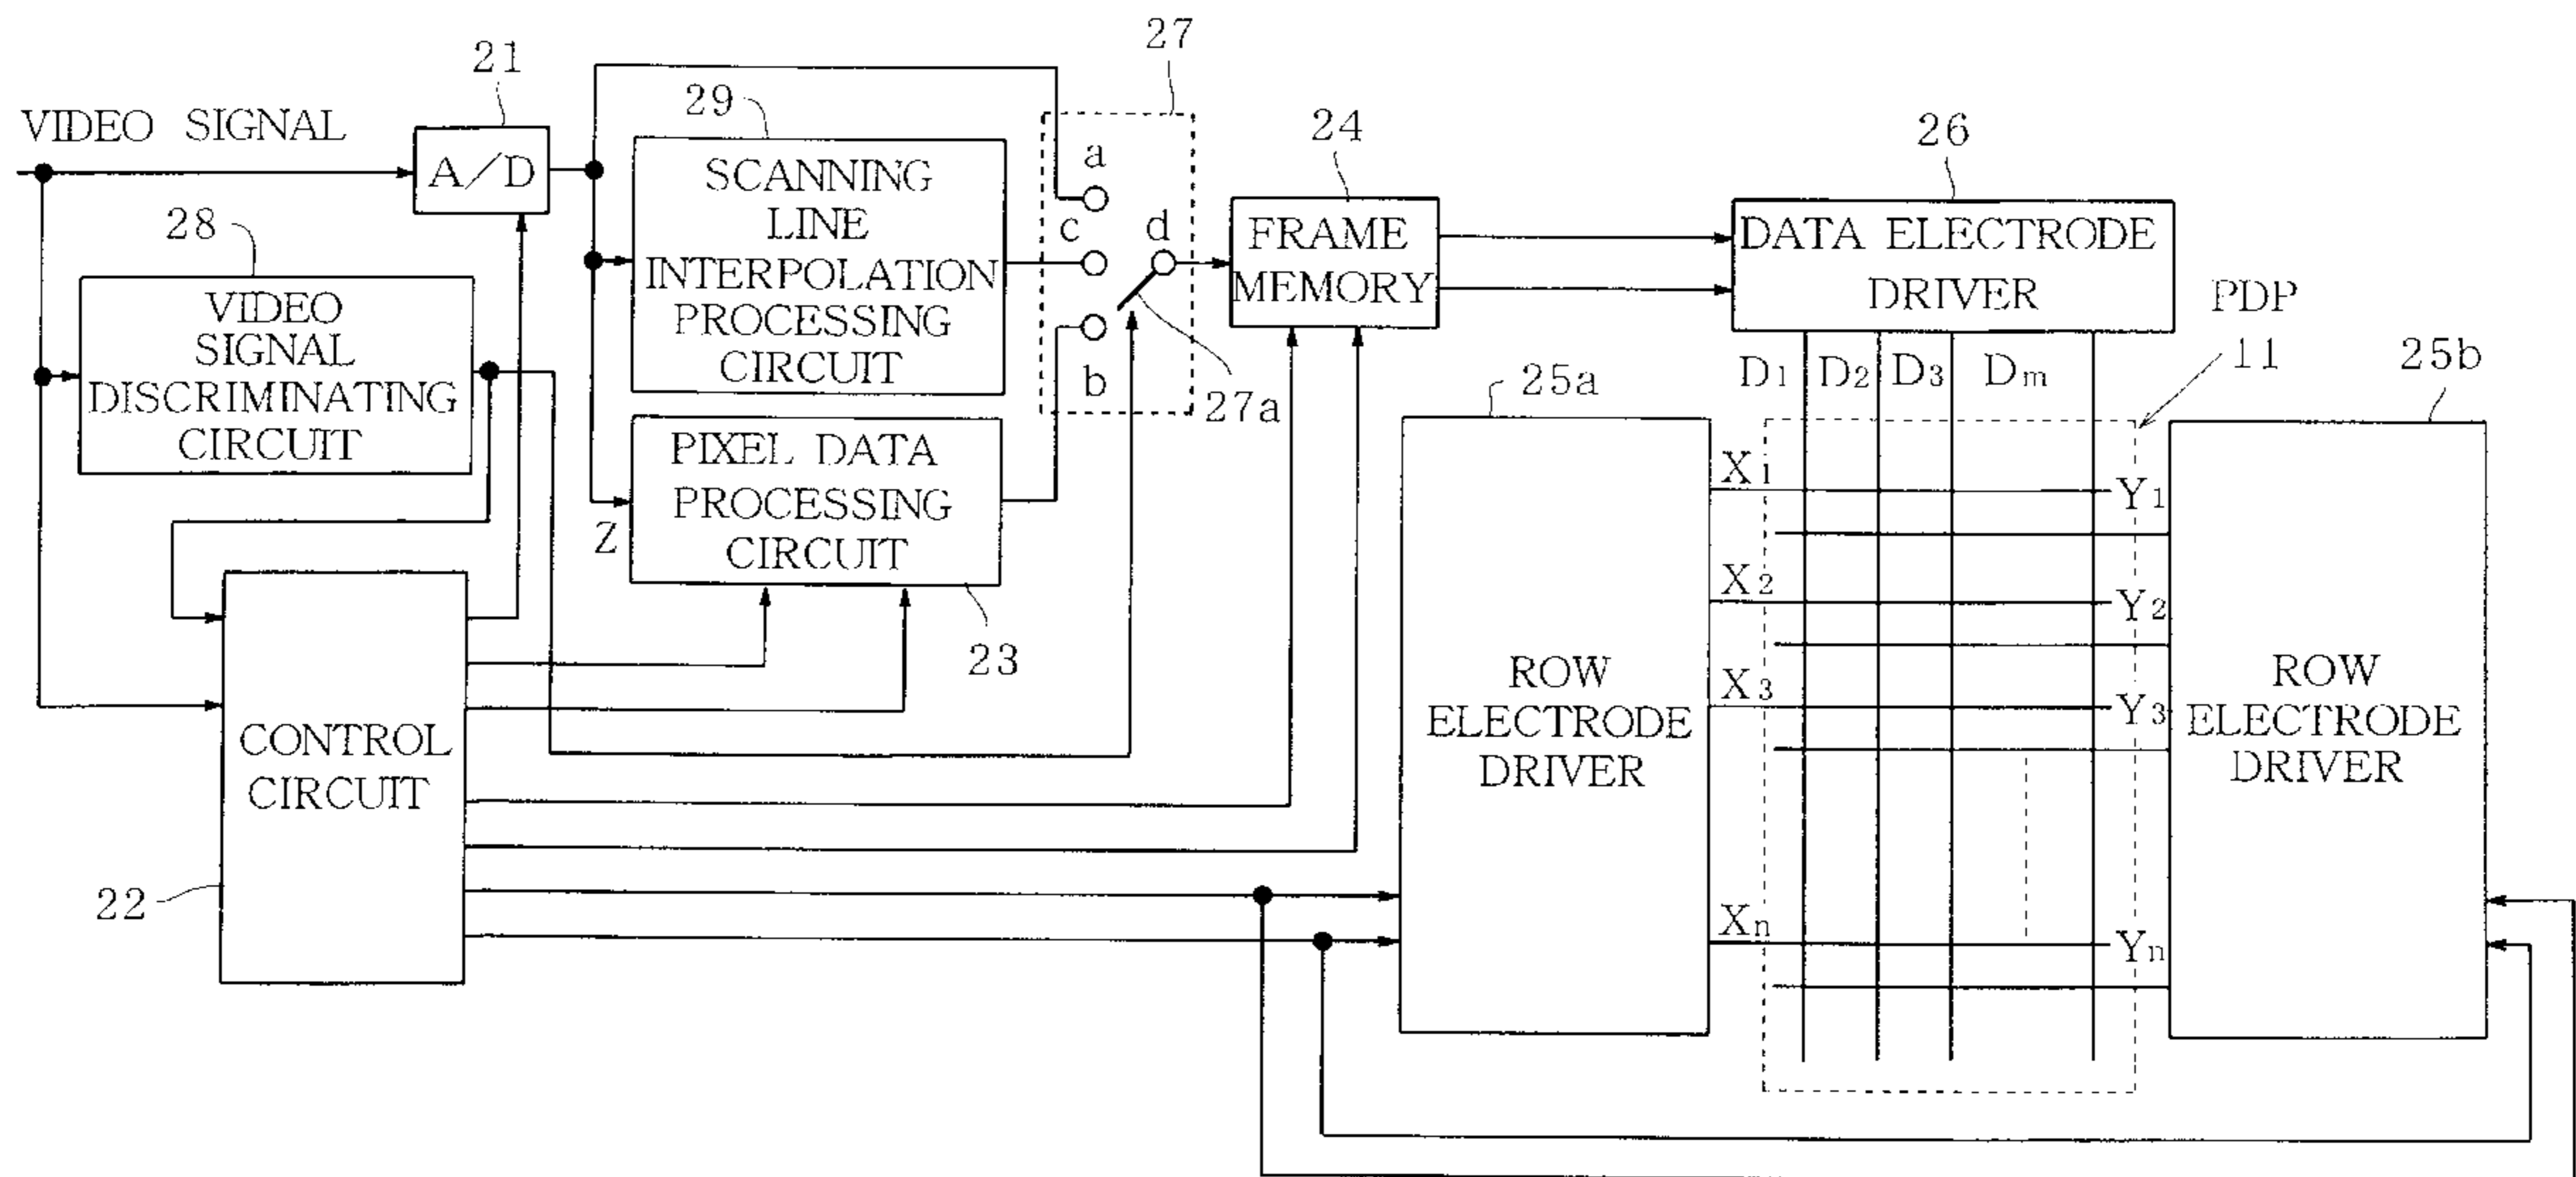 27
21
VIDEO SIGNAL
A/D
29
SCANNING
LINE
INTERPOLATION
PROCESSING
CIRCUIT
a
c
d
b
27a
24
FRAME
MEMORY
26
DATA ELECTRODE
DRIVER
PDP
11
28
VIDEO
SIGNAL
DISCRIMINATING
CIRCUIT
D1 D2 D3 Dm
25a
25b
PIXEL DATA
PROCESSING
CIRCUIT
Z
23
CONTROL
CIRCUIT
22
ROW
ELECTRODE
DRIVER
X1
Y1
X2
Y2
X3
Y3
Xn
Yn
ROW
ELECTRODE
DRIVER